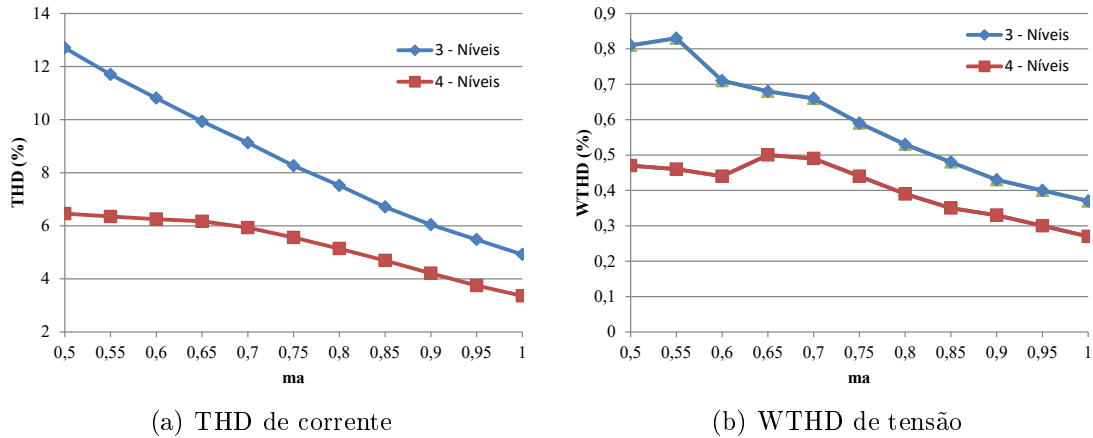 14
12
10
8
6
4
2
THD (%)
3 - Níveis
4 - Níveis
0,5 0,55 0,6 0,65 0,7 0,75 0,8 0,85 0,9 0,95 1
ma
(a) THD de corrente
0,9
0,8
0,7
0,6
0,5
0,4
0,3
0,2
0,1
0
WTHD (%)
3 - Níveis
4 - Níveis
0,5 0,55 0,6 0,65 0,7 0,75 0,8 0,85 0,9 0,95 1
ma
(b) WTHD de tensão